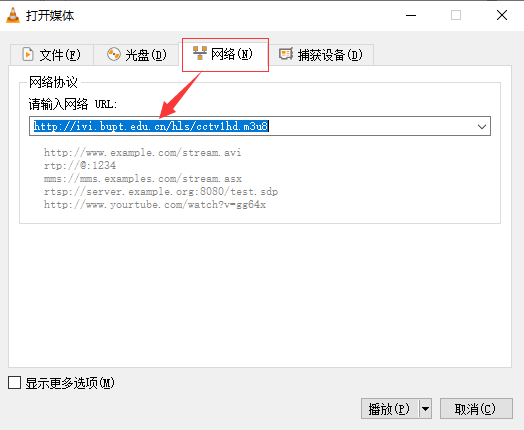 打开媒体
文件(F) 光盘(D) 网络(N) 捕获设备(D)
网络协议
请输入网络 URL:
http://ivi.bupt.edu.cn/hls/cctv1hd.m3u8
http://www.example.com/stream.avi
rtp://@:1234
mms://mms.examples.com/stream.asx
rtsp://server.example.org:8080/test.sdp
http://www.yourtube.com/watch?v=gg64x
显示更多选项(M)
播放(P) 取消(C)